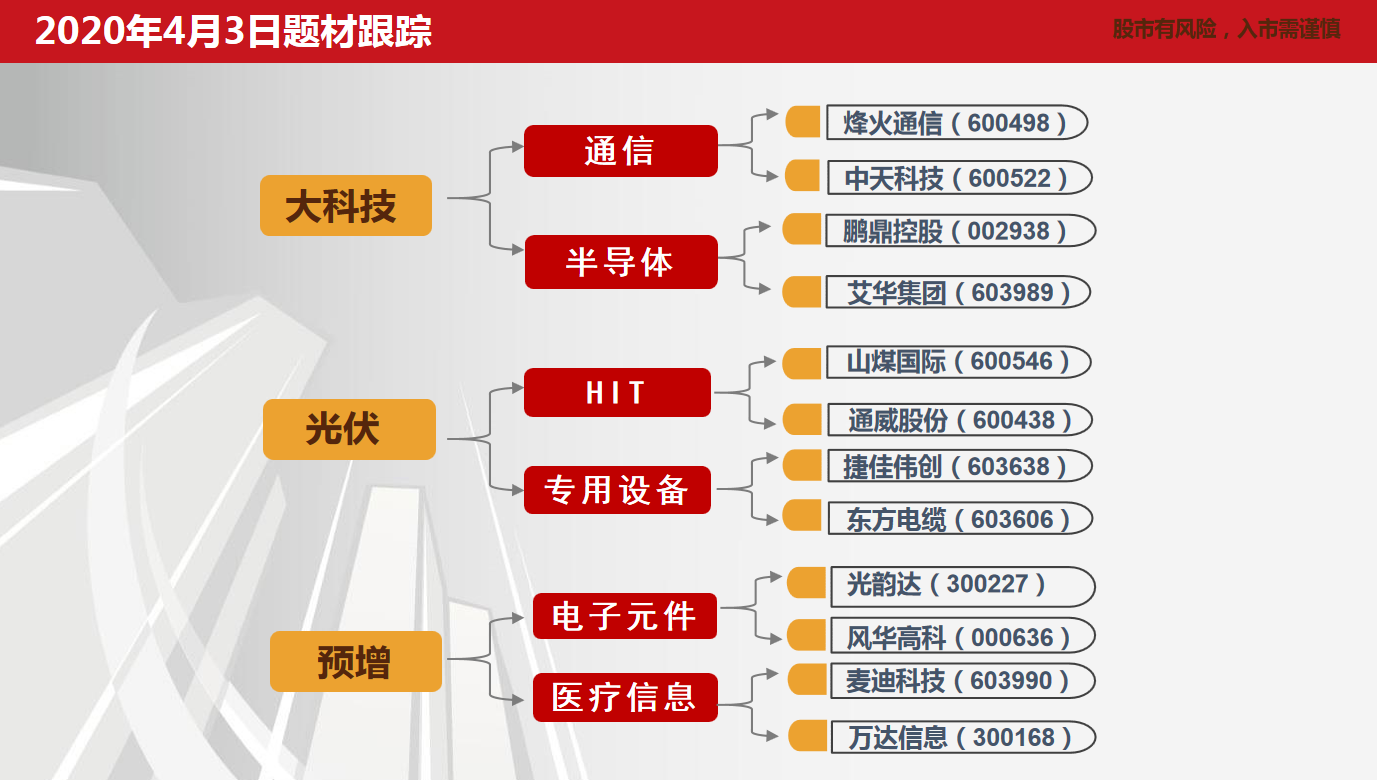 2020年4月3日题材跟踪
股市有风险，入市需谨慎
大科技
通信
烽火通信（600498）
中天科技（600522）
半导体
鹏鼎控股（002938）
艾华集团（603989）
光伏
HIT
山煤国际（600546）
通威股份（600438）
专用设备
捷佳伟创（603638）
东方电缆（603606）
预增
电子元件
光韵达（300227）
风华高科（000636）
医疗信息
麦迪科技（603990）
万达信息（300168）